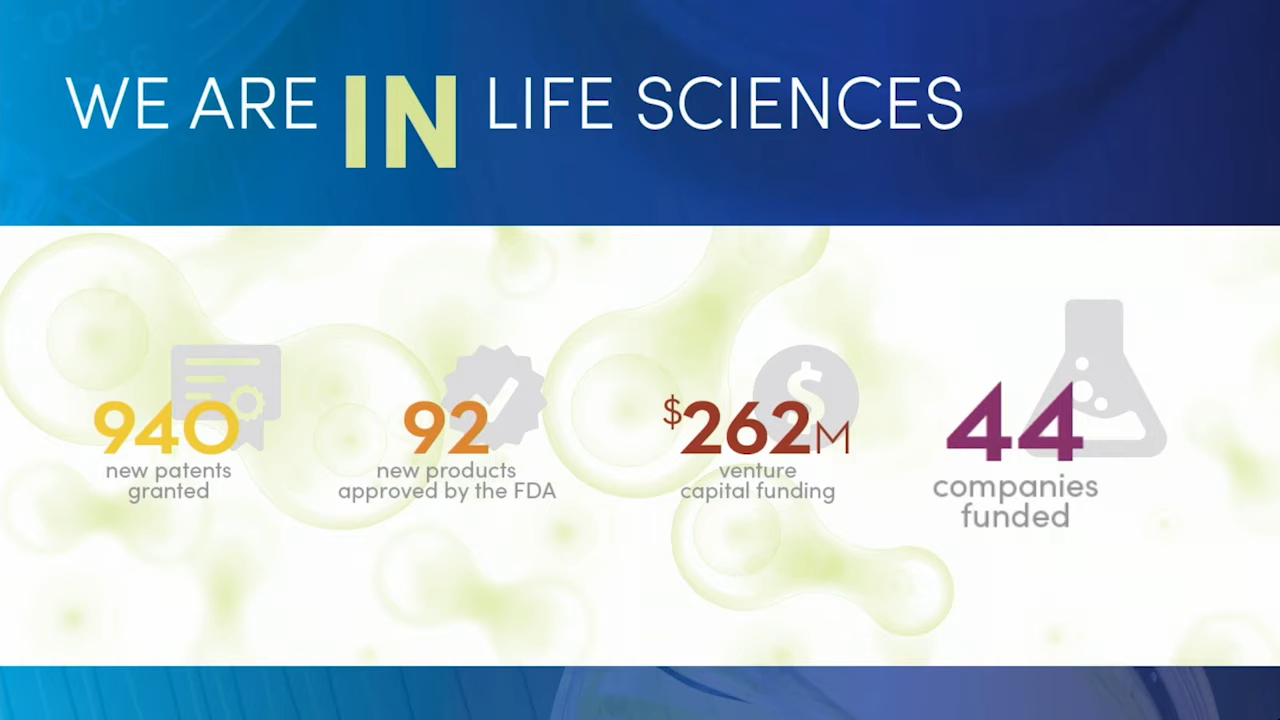 WE ARE IN LIFE SCIENCES
940
new patents
granted
92
new products
approved by the FDA
$262M
venture
capital funding
44
companies
funded